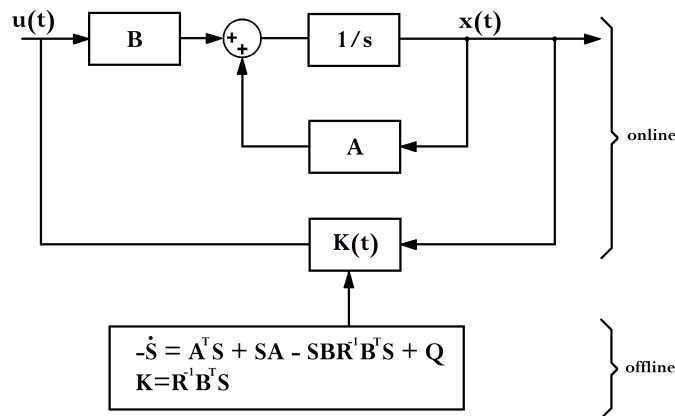 u(t)
B
+
+
1/s
x(t)
A
online
K(t)
-Ṡ = AᵀS + SA - SBR⁻¹BᵀS + Q
K=R⁻¹BᵀS
offline